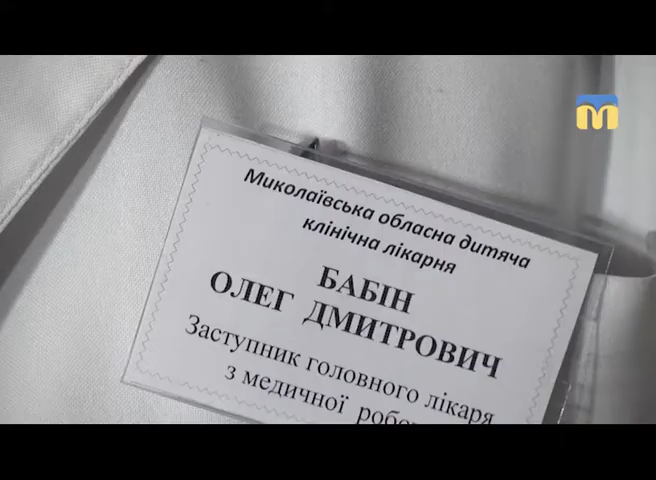 Миколаївська обласна дитяча
клінічна лікарня
БАБІН
ОЛЕГ ДМИТРОВИЧ
Заступник головного лікаря
з медичної
m